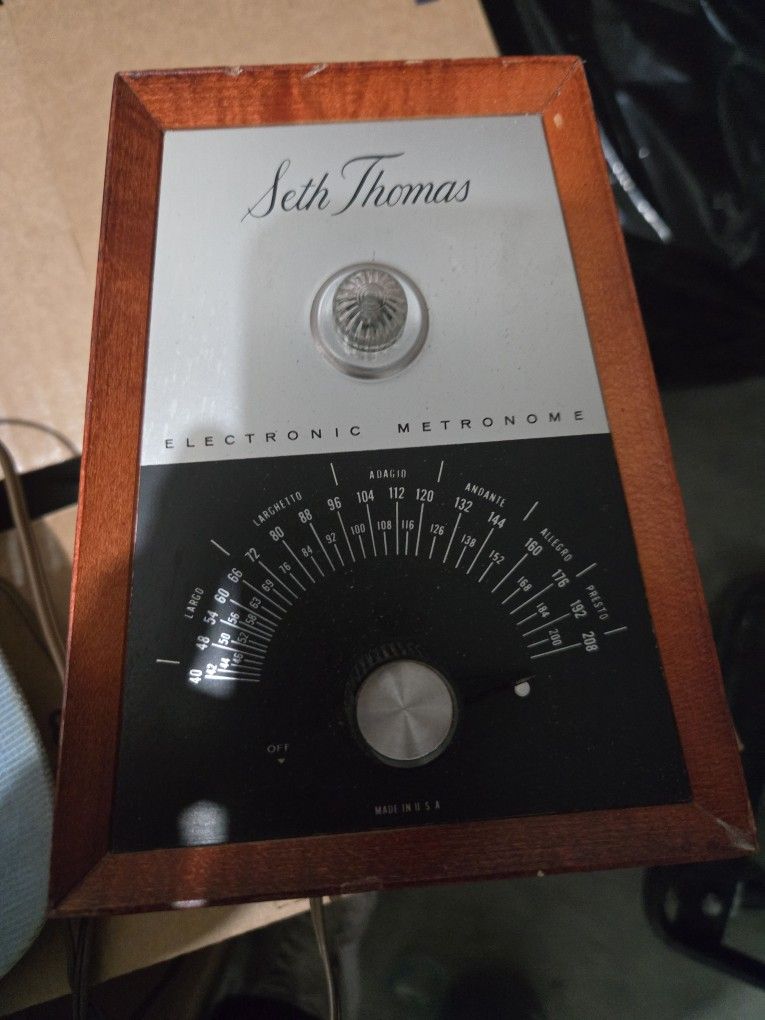 Seth Thomas
ELECTRONIC METRONOME
LARGO LARGHETTO ADAGIO ANDANTE ALLEGRO PRESTO
40 48 54 60 66 72 80 88 96 104 112 120 132 144 160 176 192 208
42 44 46 50 52 56 58 63 69 76 84 92 100 108 116 126 138 152 168 184 200
OFF
MADE IN U.S.A